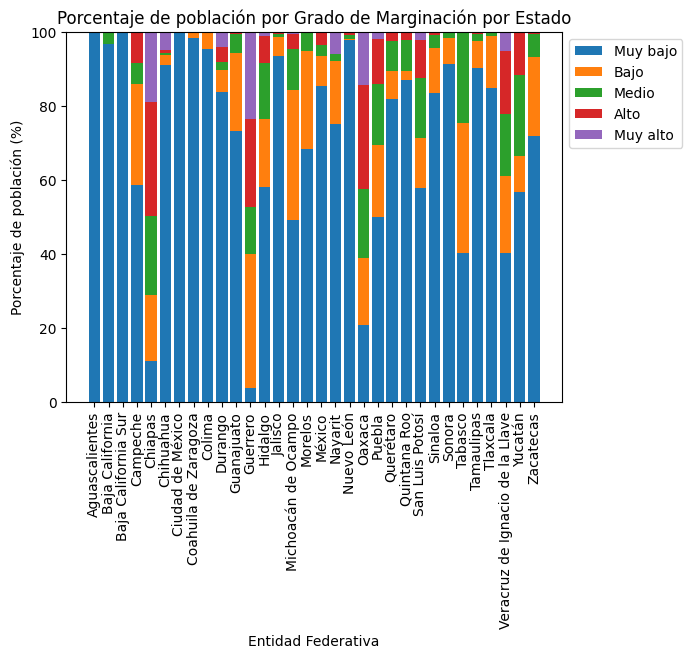 Porcentaje de población por Grado de Marginación por Estado
Porcentaje de población (%)
100
80
60
40
20
0
Muy bajo
Bajo
Medio
Alto
Muy alto
Aguascalientes
Baja California
Baja California Sur
Campeche
Chiapas
Chihuahua
Ciudad de México
Coahuila de Zaragoza
Colima
Durango
Guanajuato
Guerrero
Hidalgo
Jalisco
Michoacán de Ocampo
Morelos
México
Nayarit
Nuevo León
Oaxaca
Puebla
Querétaro
Quintana Roo
San Luis Potosí
Sinaloa
Sonora
Tabasco
Tamaulipas
Tlaxcala
Veracruz de Ignacio de la Llave
Yucatán
Zacatecas
Entidad Federativa